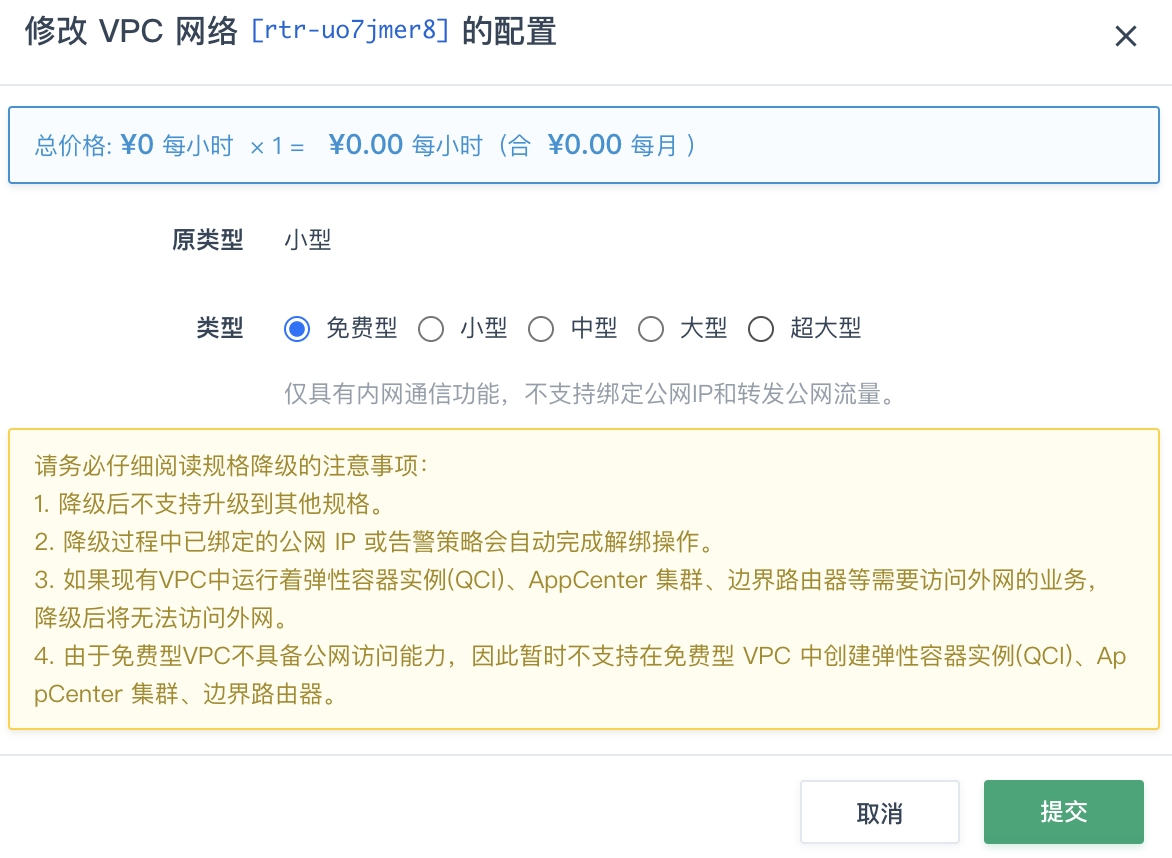 修改 VPC 网络 [rtr-uo7jmer8] 的配置
总价格: ¥0 每小时 × 1 = ¥0.00 每小时（合 ¥0.00 每月 ）
原类型 小型
类型 免费型 小型 中型 大型 超大型
仅具有内网通信功能，不支持绑定公网IP和转发公网流量。
请务必仔细阅读规格降级的注意事项：
1. 降级后不支持升级到其他规格。
2. 降级过程中已绑定的公网 IP 或告警策略会自动完成解绑操作。
3. 如果现有VPC中运行着弹性容器实例(QCI)、AppCenter 集群、边界路由器等需要访问外网的业务，
降级后将无法访问外网。
4. 由于免费型VPC不具备公网访问能力，因此暂时不支持在免费型 VPC 中创建弹性容器实例(QCI)、Ap
pCenter 集群、边界路由器。
取消 提交